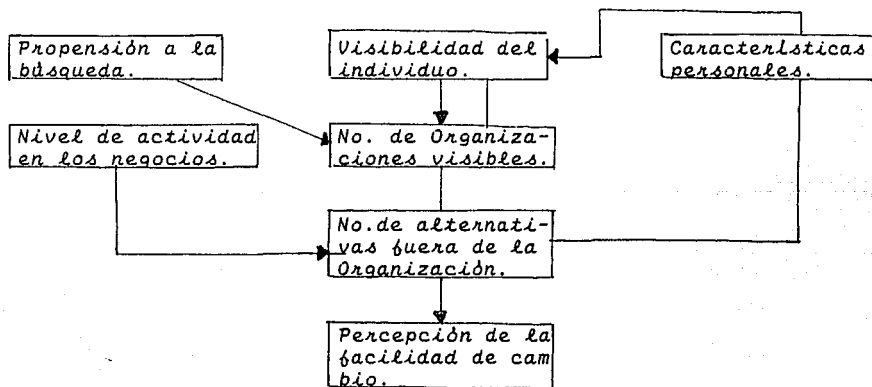 Propensión a la
búsqueda.
Visibilidad del
individuo.
Características
personales.
Nivel de actividad
en los negocios.
No. de Organiza-
ciones visibles.
No.de alternati-
vas fuera de la
Organización.
Percepción de la
facilidad de cam
bio.